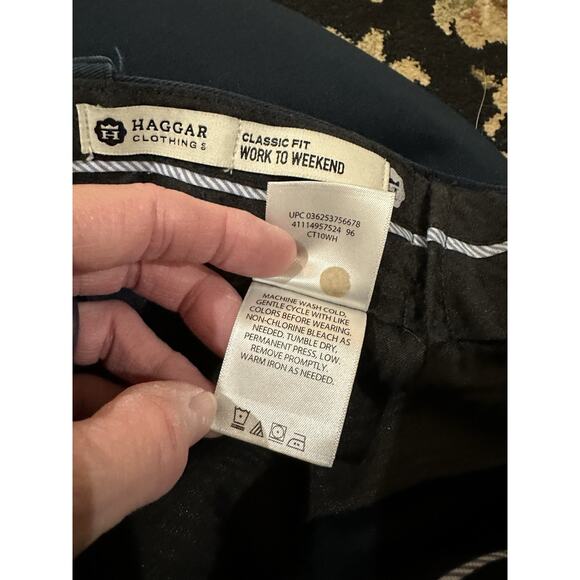 HAGGAR
CLOTHING
CLASSIC FIT
WORK TO WEEKEND
UPC 036253756678
41114957524 96
CT10WH
MACHINE WASH COLD,
GENTLE CYCLE WITH LIKE
COLORS BEFORE WEARING.
NON-CHLORINE BLEACH AS
NEEDED. TUMBLE DRY,
PERMANENT PRESS, LOW.
REMOVE PROMPTLY.
WARM IRON AS NEEDED.